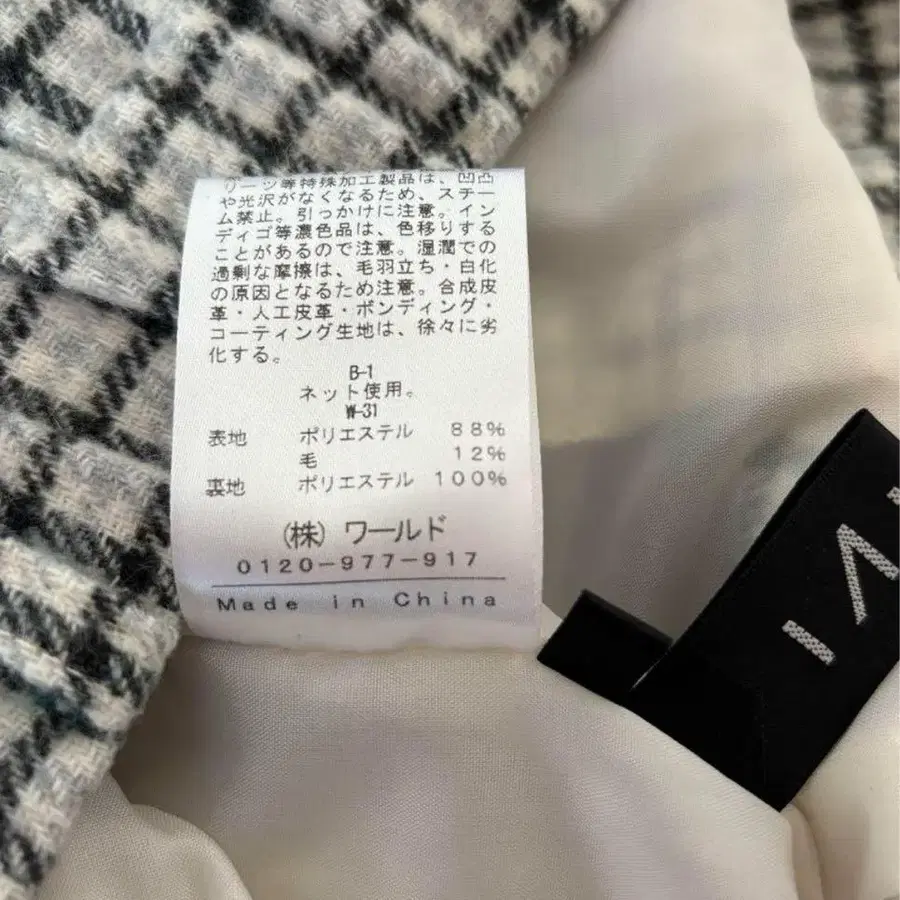 リーツ等特殊加工製品は、凹凸
や光沢がなくなるため、スチー
ム禁止。引っかけに注意。イン
ディゴ等濃色品は、色移りする
ことがあるので注意。湿潤での
過剰な摩擦は、毛羽立ち・白化
の原因となるため注意。合成皮
革・人工皮革・ボンディング・
コーティング生地は、徐々に劣
化する。
B-1
ネット使用。
W-31
表地 ポリエステル 88%
毛 12%
裏地 ポリエステル 100%
(株)ワールド
0120-977-917
Made in China